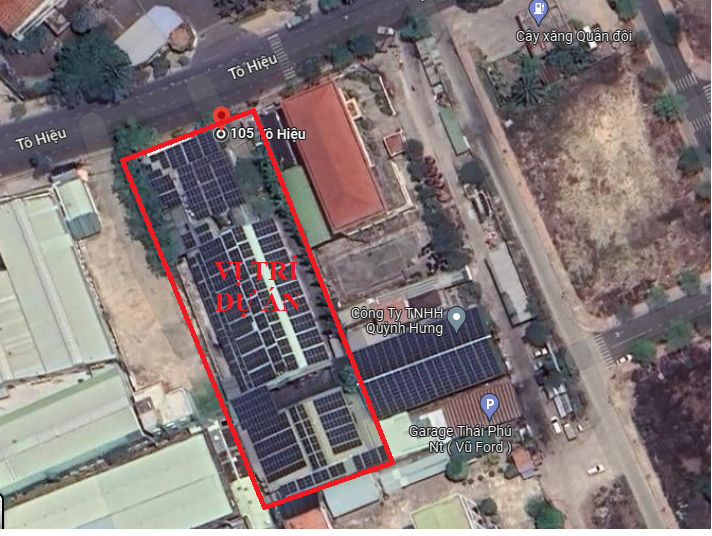 Cây xăng Quân đội
Tô Hiệu
Tô Hiệu
105 Tô Hiệu
VỊ TRÍ
DỰ ÁN
Công Ty TNHH
Quỳnh Hưng
P
Garage Thái Phú
Nt ( Vũ Ford )